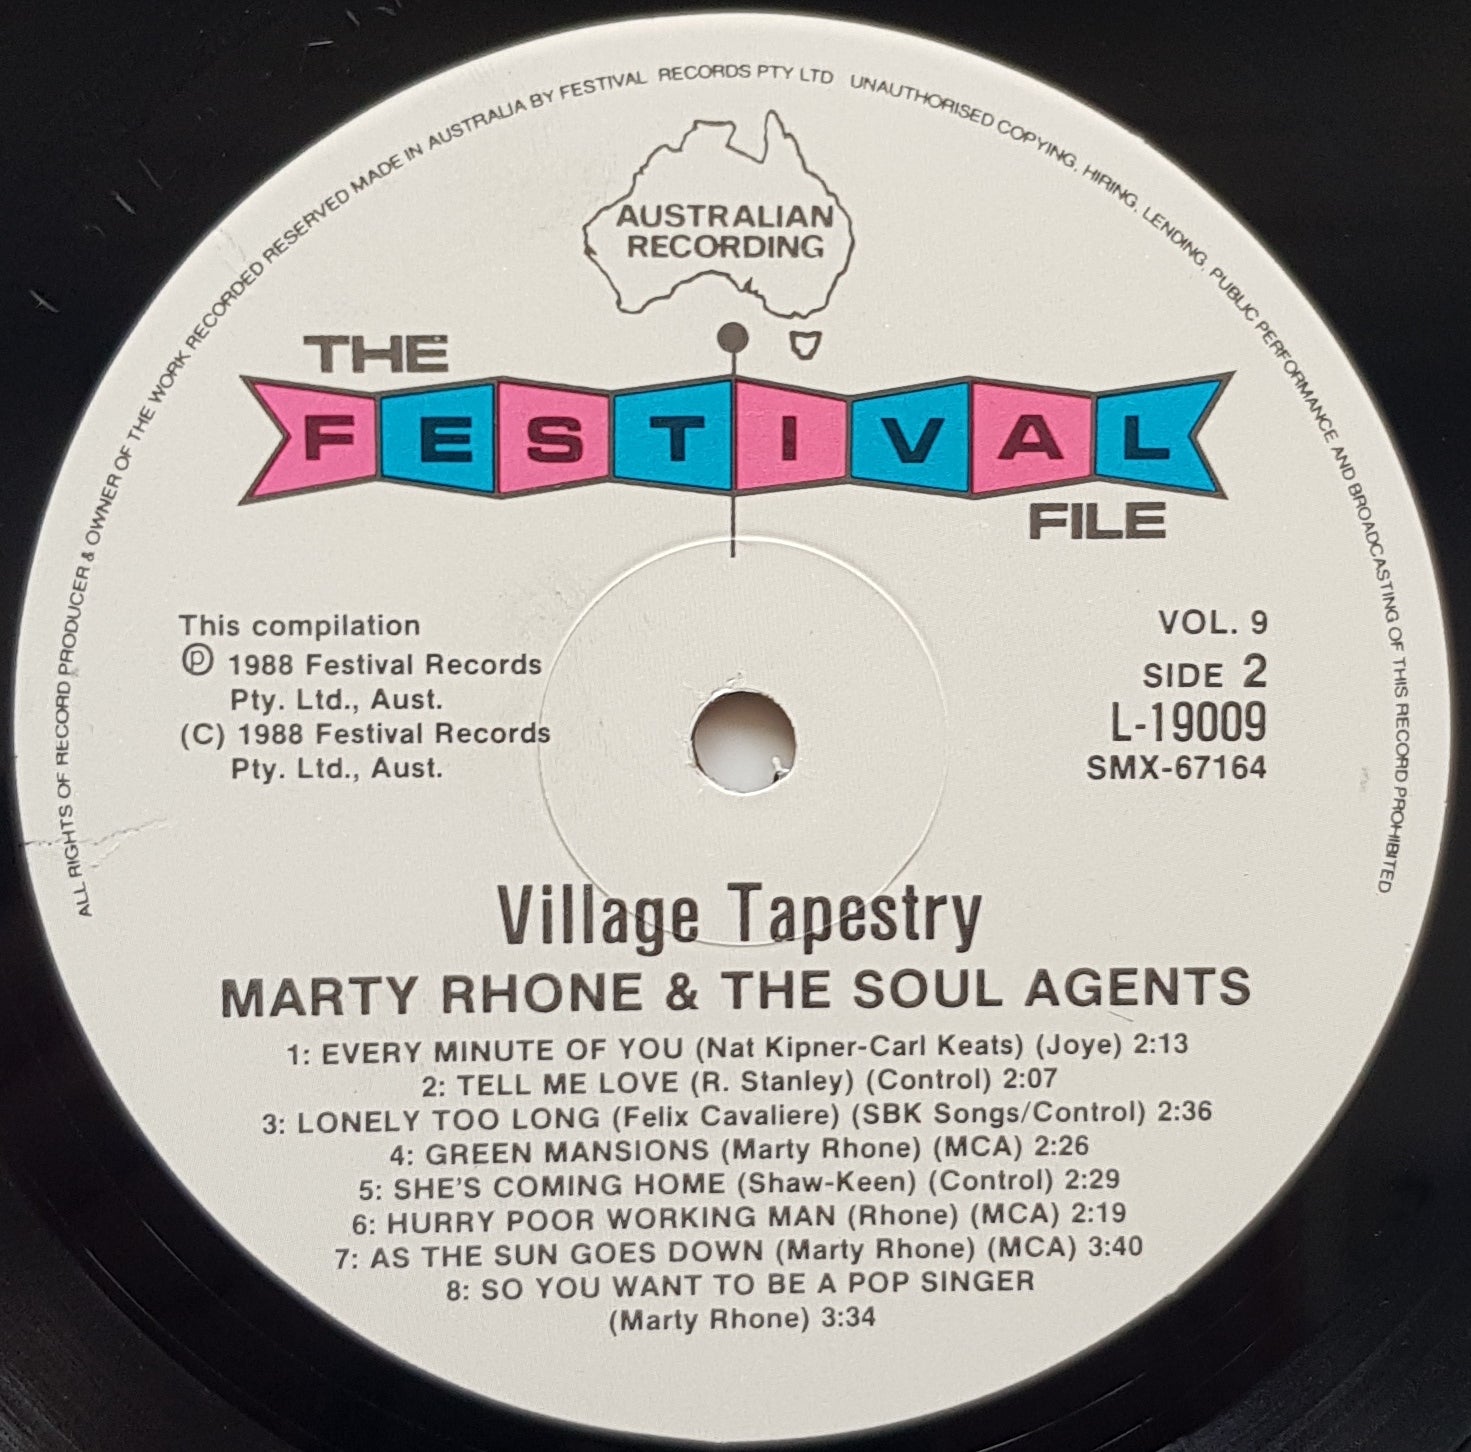 ALL RIGHTS OF RECORD PRODUCER & OWNER OF THE WORK RECORDED RESERVED MADE IN AUSTRALIA BY FESTIVAL RECORDS PTY LTD UNAUTHORISED COPYING, HIRING, LENDING, PUBLIC PERFORMANCE AND BROADCASTING OF THIS RECORD PROHIBITED
AUSTRALIAN
RECORDING
THE
FESTIVAL
FILE
This compilation
Ⓟ 1988 Festival Records
Pty. Ltd., Aust.
(C) 1988 Festival Records
Pty. Ltd., Aust.
VOL. 9
SIDE 2
L-19009
SMX-67164
Village Tapestry
MARTY RHONE & THE SOUL AGENTS
1: EVERY MINUTE OF YOU (Nat Kipner-Carl Keats) (Joye) 2:13
2: TELL ME LOVE (R. Stanley) (Control) 2:07
3: LONELY TOO LONG (Felix Cavaliere) (SBK Songs/Control) 2:36
4: GREEN MANSIONS (Marty Rhone) (MCA) 2:26
5: SHE'S COMING HOME (Shaw-Keen) (Control) 2:29
6: HURRY POOR WORKING MAN (Rhone) (MCA) 2:19
7: AS THE SUN GOES DOWN (Marty Rhone) (MCA) 3:40
8: SO YOU WANT TO BE A POP SINGER
(Marty Rhone) 3:34